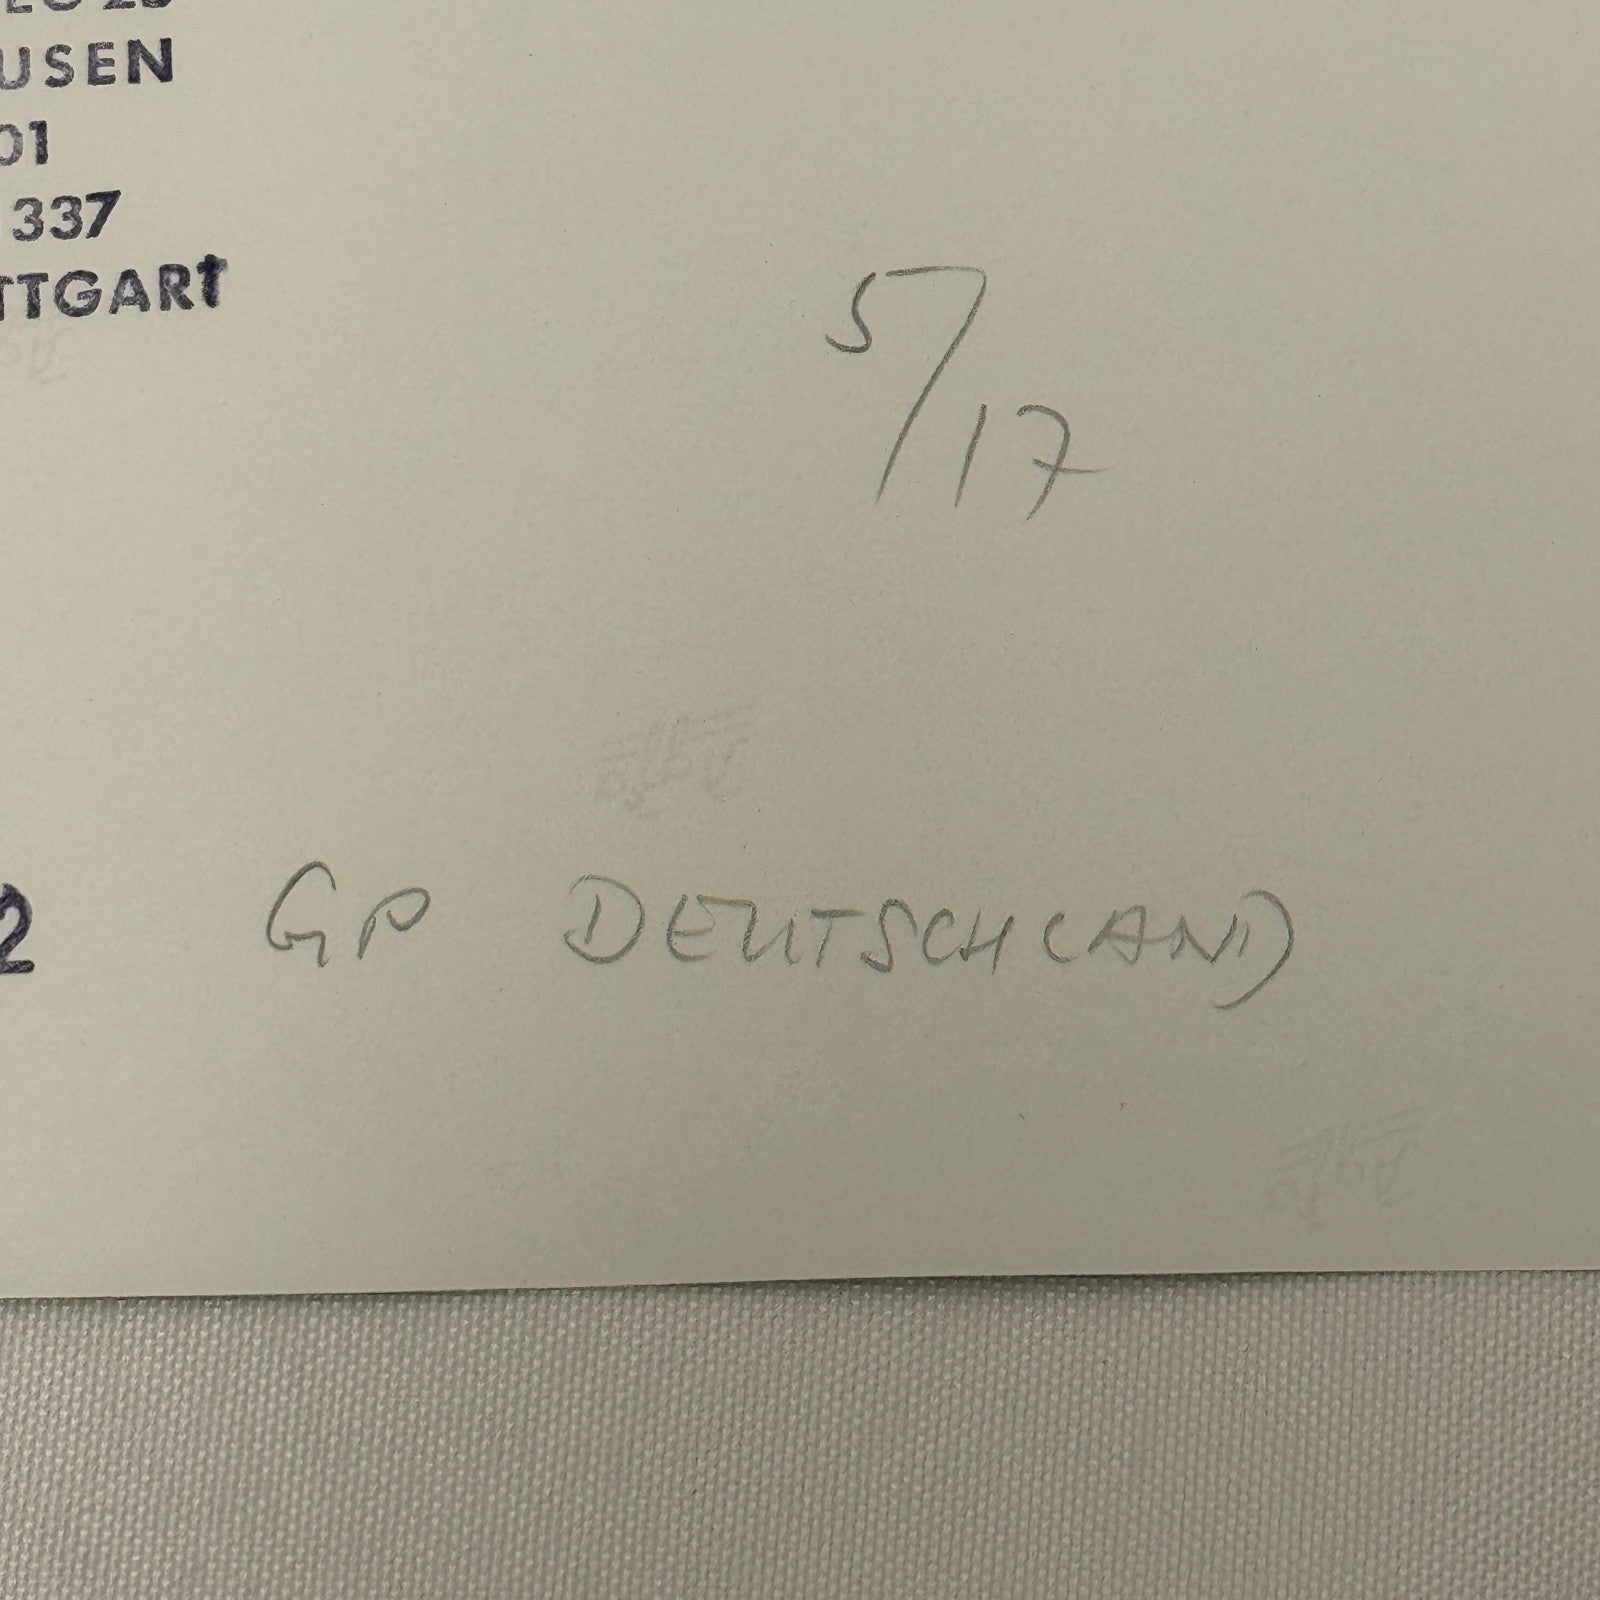 USEN
01
337
TTGART
5/17
2 GP DEUTSCHLAND